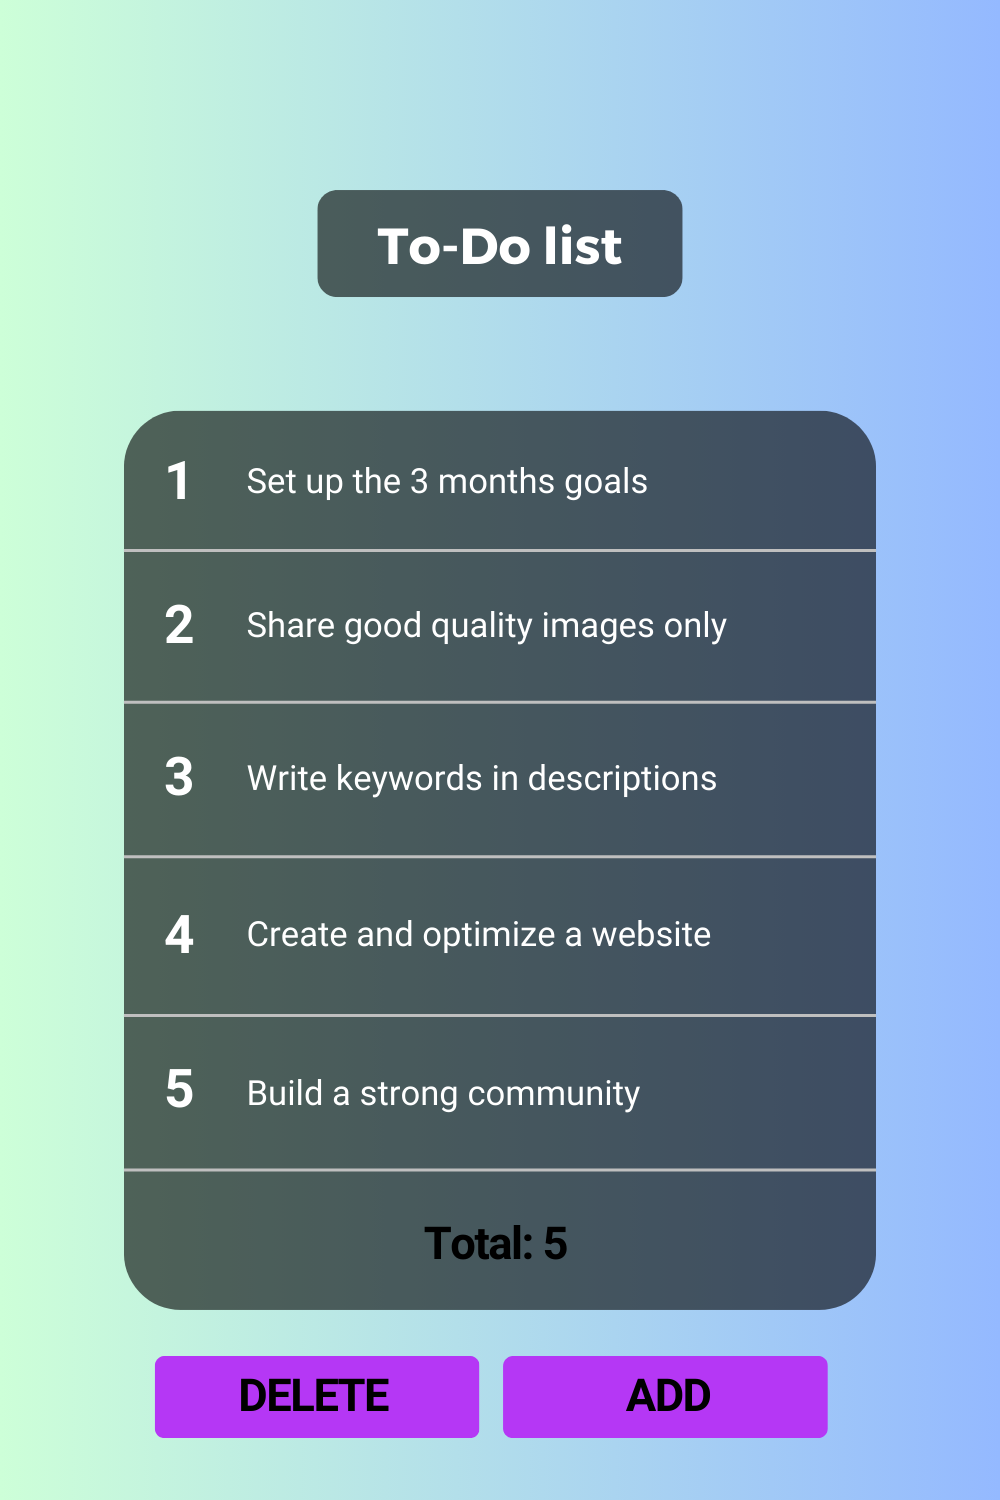 To-Do list
1 Set up the 3 months goals
2 Share good quality images only
3 Write keywords in descriptions
4 Create and optimize a website
5 Build a strong community
Total: 5
DELETE ADD